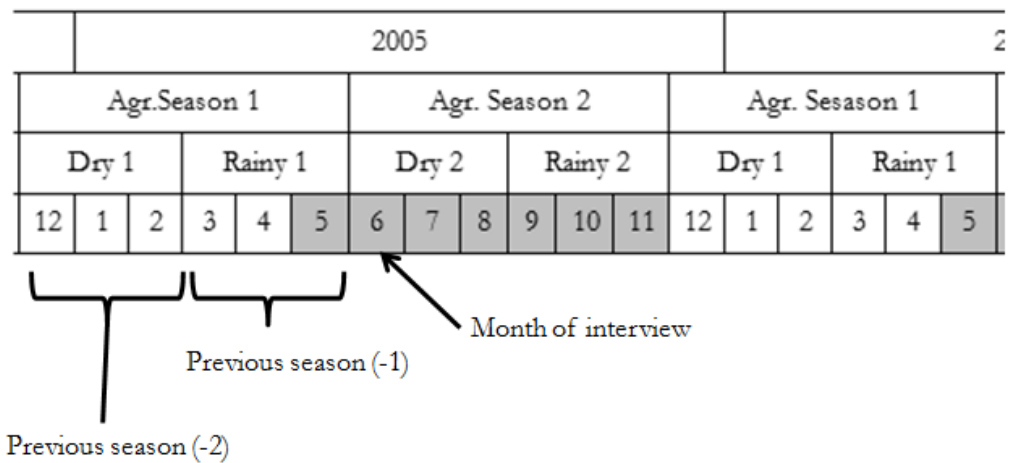 2005 2
Agr.Season 1 Agr. Season 2 Agr. Sesason 1
Dry 1 Rainy 1 Dry 2 Rainy 2 Dry 1 Rainy 1
12 1 2 3 4 5 6 7 8 9 10 11 12 1 2 3 4 5
Month of interview
Previous season (-1)
Previous season (-2)